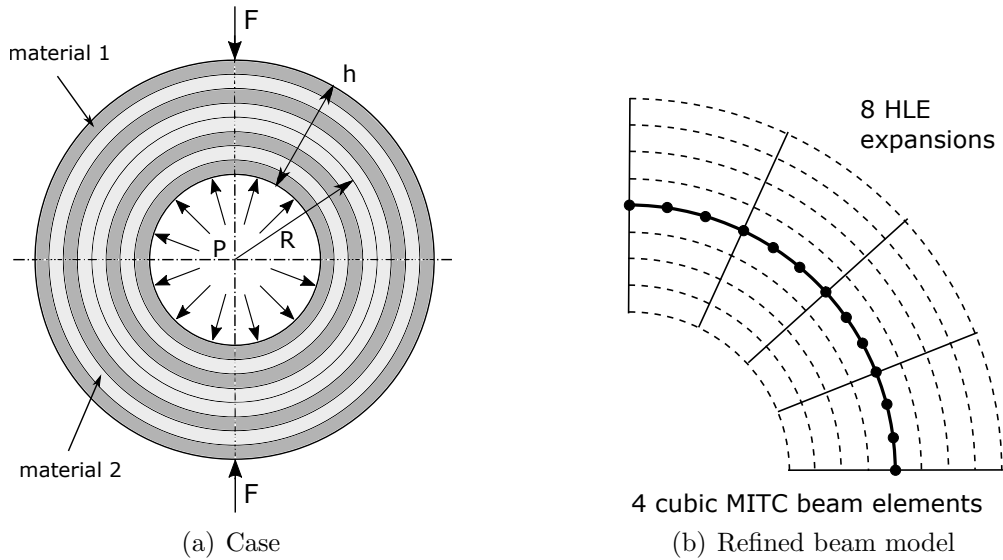 F
material 1
h
P
R
material 2
F
(a) Case
8 HLE
expansions
4 cubic MITC beam elements
(b) Refined beam model